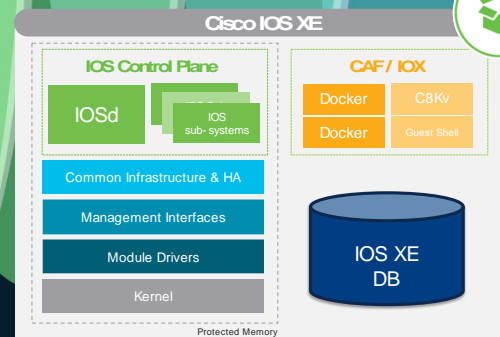 Cisco IOS XE
IOS Control Plane
IOSd
IOS
sub-systems
CAF / IOX
Docker
C8Kv
Docker
Guest Shell
Common Infrastructure & HA
Management Interfaces
Module Drivers
Kernel
IOS XE
DB
Protected Memory